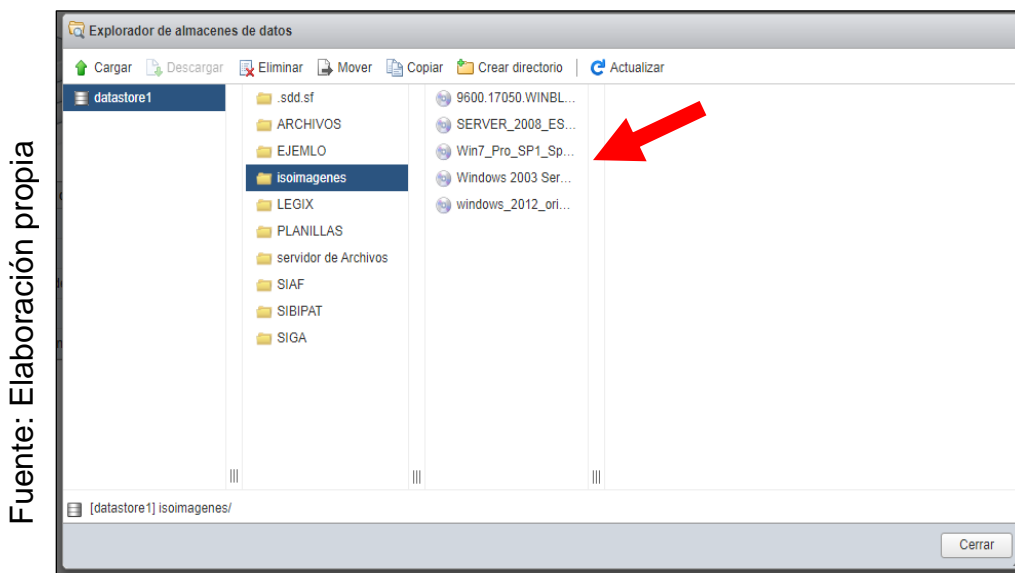 Explorador de almacenes de datos
Cargar Descargar Eliminar Mover Copiar Crear directorio Actualizar
datastore1
.sdd.sf
ARCHIVOS
EJEMLO
isoimagenes
LEGIX
PLANILLAS
servidor de Archivos
SIAF
SIBIPAT
SIGA
9600.17050.WINBL...
SERVER_2008_ES...
Win7_Pro_SP1_Sp...
Windows 2003 Ser...
windows_2012_ori...
[datastore1] isoimagenes/
Cerrar
Fuente: Elaboración propia